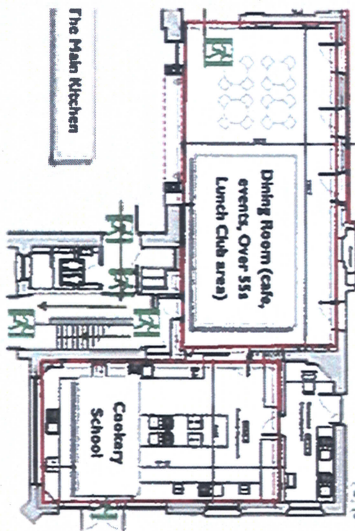 The Main Kitchen
Dining Room (cafe,
events, Over 55s
Lunch Club area)
Cookery
School